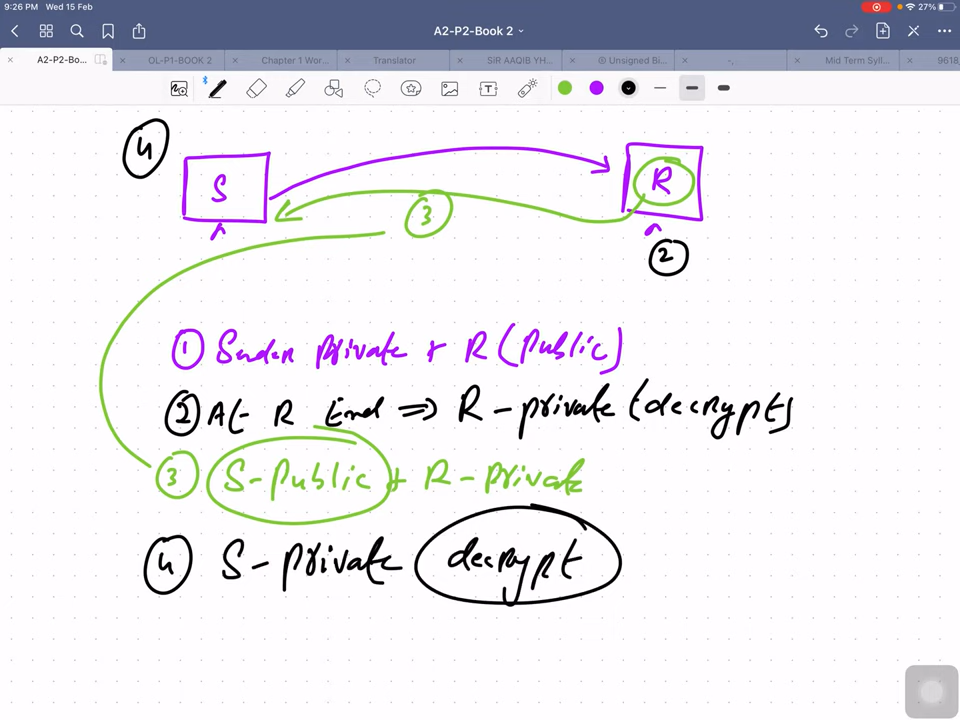 9:26 PM Wed 15 Feb
27%
A2-P2-Book 2
A2-P2-Bo...
OL-P1-BOOK 2
Chapter 1 Wor...
Translator
SiR AAQIB YH...
Unsigned Bi...
-,
Mid Term Syll...
9618
4
S
R
3
2
1 Sender private + R (Public)
2 At R End => R-private (decrypt)
3 S-Public + R-private
4 S-private decrypt